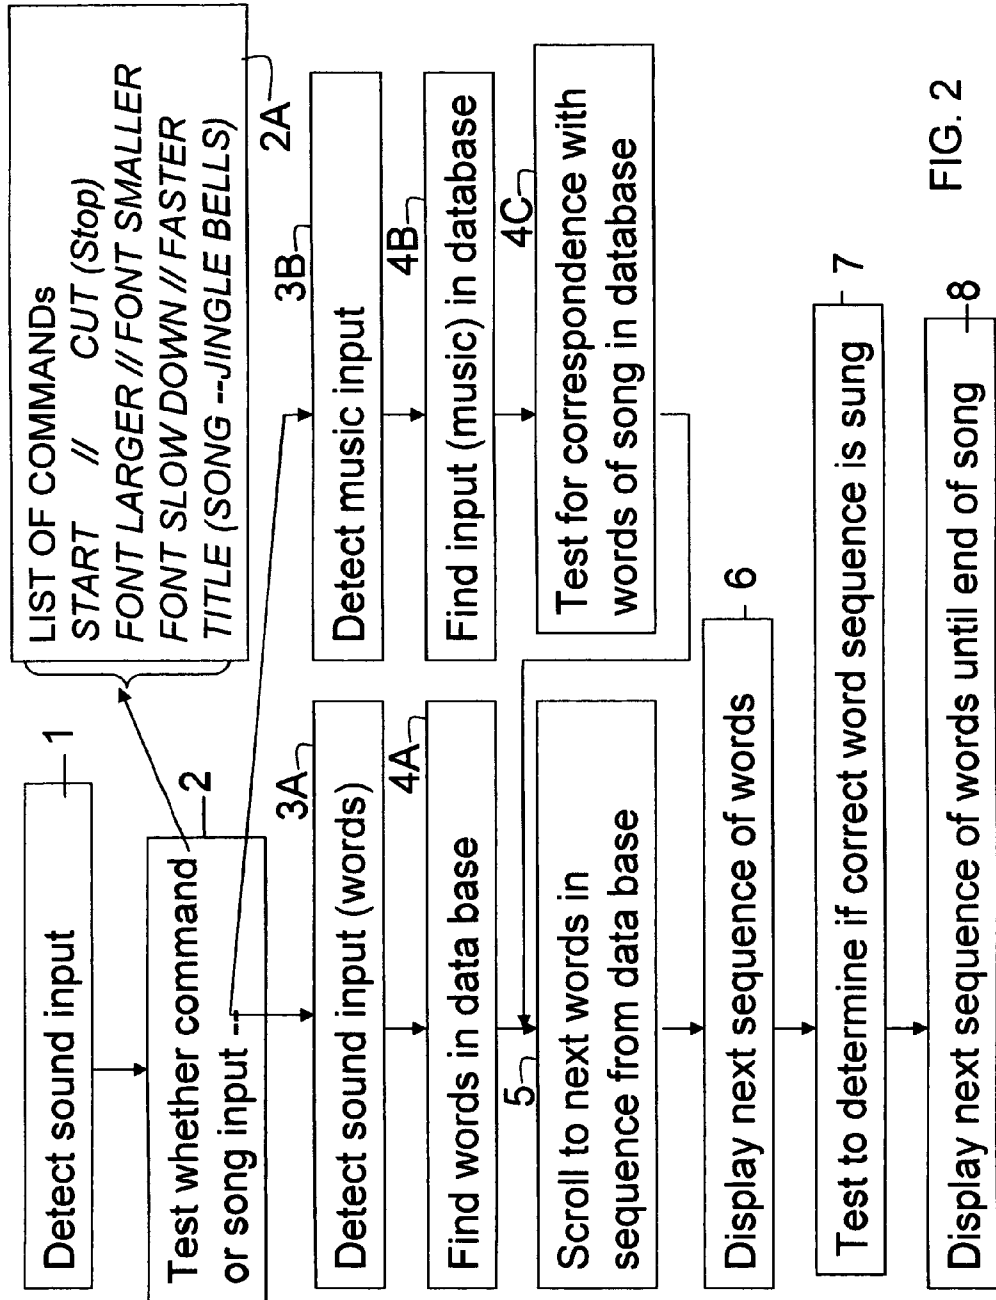 Detect sound input
1
Test whether command
or song input --
2
LIST OF COMMANDs
START // CUT (Stop)
FONT LARGER // FONT SMALLER
FONT SLOW DOWN // FASTER
TITLE (SONG --JINGLE BELLS)
2A
3A
Detect sound input (words)
4A
Find words in data base
3B
Detect music input
4B
Find input (music) in database
4C
Test for correspondence with
words of song in database
5
Scroll to next words in
sequence from data base
Display next sequence of words
6
Test to determine if correct word sequence is sung
7
Display next sequence of words until end of song
8
FIG. 2